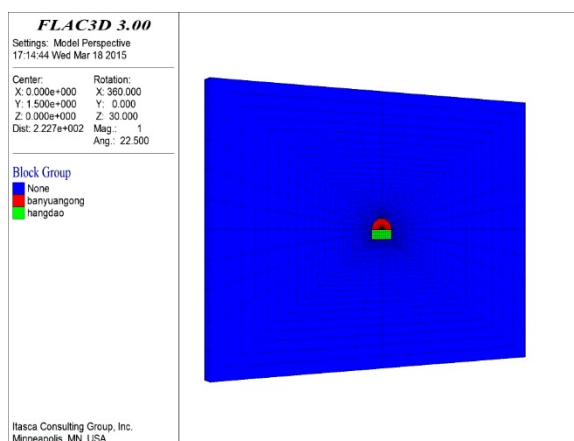 FLAC3D 3.00
Settings: Model Perspective
17:14:44 Wed Mar 18 2015
Center: Rotation:
X: 0.000e+000 X: 360.000
Y: 1.500e+000 Y: 0.000
Z: 0.000e+000 Z: 30.000
Dist: 2.227e+002 Mag.: 1
Ang.: 22.500
Block Group
None
banyuangong
hangdao
Itasca Consulting Group, Inc.
Minneapolis, MN USA